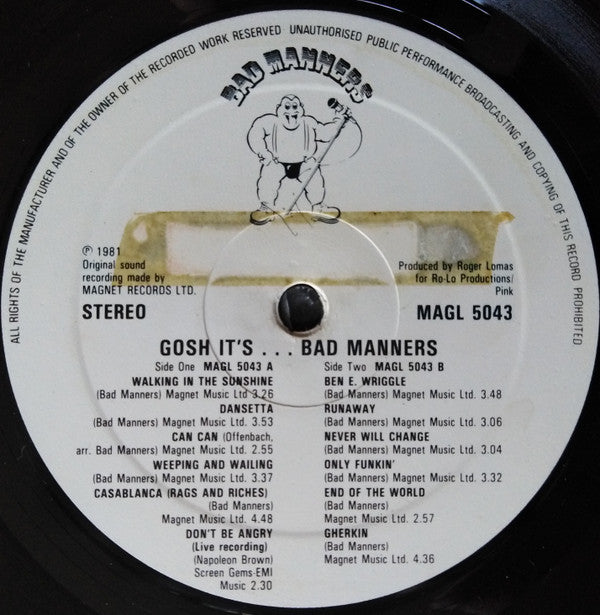 ALL RIGHTS OF THE MANUFACTURER AND OF THE OWNER OF THE RECORDED WORK RESERVED UNAUTHORISED PUBLIC PERFORMANCE BROADCASTING AND COPYING OF THIS RECORD PROHIBITED
BAD MANNERS
℗ 1981
Original sound
recording made by
MAGNET RECORDS LTD.
Produced by Roger Lomas
for Ro-Lo Productions/
Pink
STEREO
MAGL 5043
GOSH IT'S . . . BAD MANNERS
Side One MAGL 5043 A
WALKING IN THE SUNSHINE
(Bad Manners) Magnet Music Ltd 3.26
DANSETTA
(Bad Manners) Magnet Music Ltd. 3.53
CAN CAN (Offenbach,
arr. Bad Manners) Magnet Music Ltd. 2.55
WEEPING AND WAILING
(Bad Manners) Magnet Music Ltd. 3.37
CASABLANCA (RAGS AND RICHES)
(Bad Manners)
Magnet Music Ltd. 4.48
DON'T BE ANGRY
(Live recording)
(Napoleon Brown)
Screen Gems-EMI
Music 2.30
Side Two MAGL 5043 B
BEN E. WRIGGLE
(Bad Manners) Magnet Music Ltd. 3.48
RUNAWAY
(Bad Manners) Magnet Music Ltd. 3.06
NEVER WILL CHANGE
(Bad Manners) Magnet Music Ltd. 3.04
ONLY FUNKIN'
(Bad Manners) Magnet Music Ltd. 3.32
END OF THE WORLD
(Bad Manners)
Magnet Music Ltd. 2.57
GHERKIN
(Bad Manners)
Magnet Music Ltd. 4.36